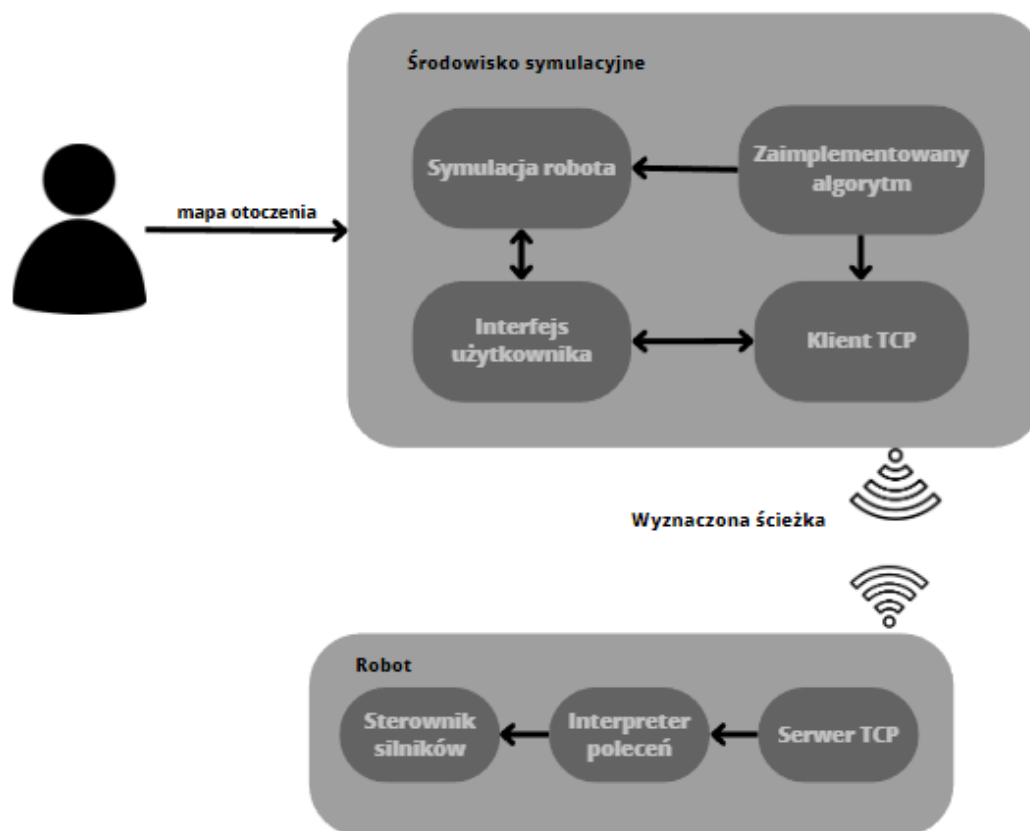 Środowisko symulacyjne
Symulacja robota
Zaimplementowany
algorytm
mapa otoczenia
Interfejs
użytkownika
Klient TCP
Wyznaczona ścieżka
Robot
Sterownik
silników
Interpreter
poleceń
Serwer TCP